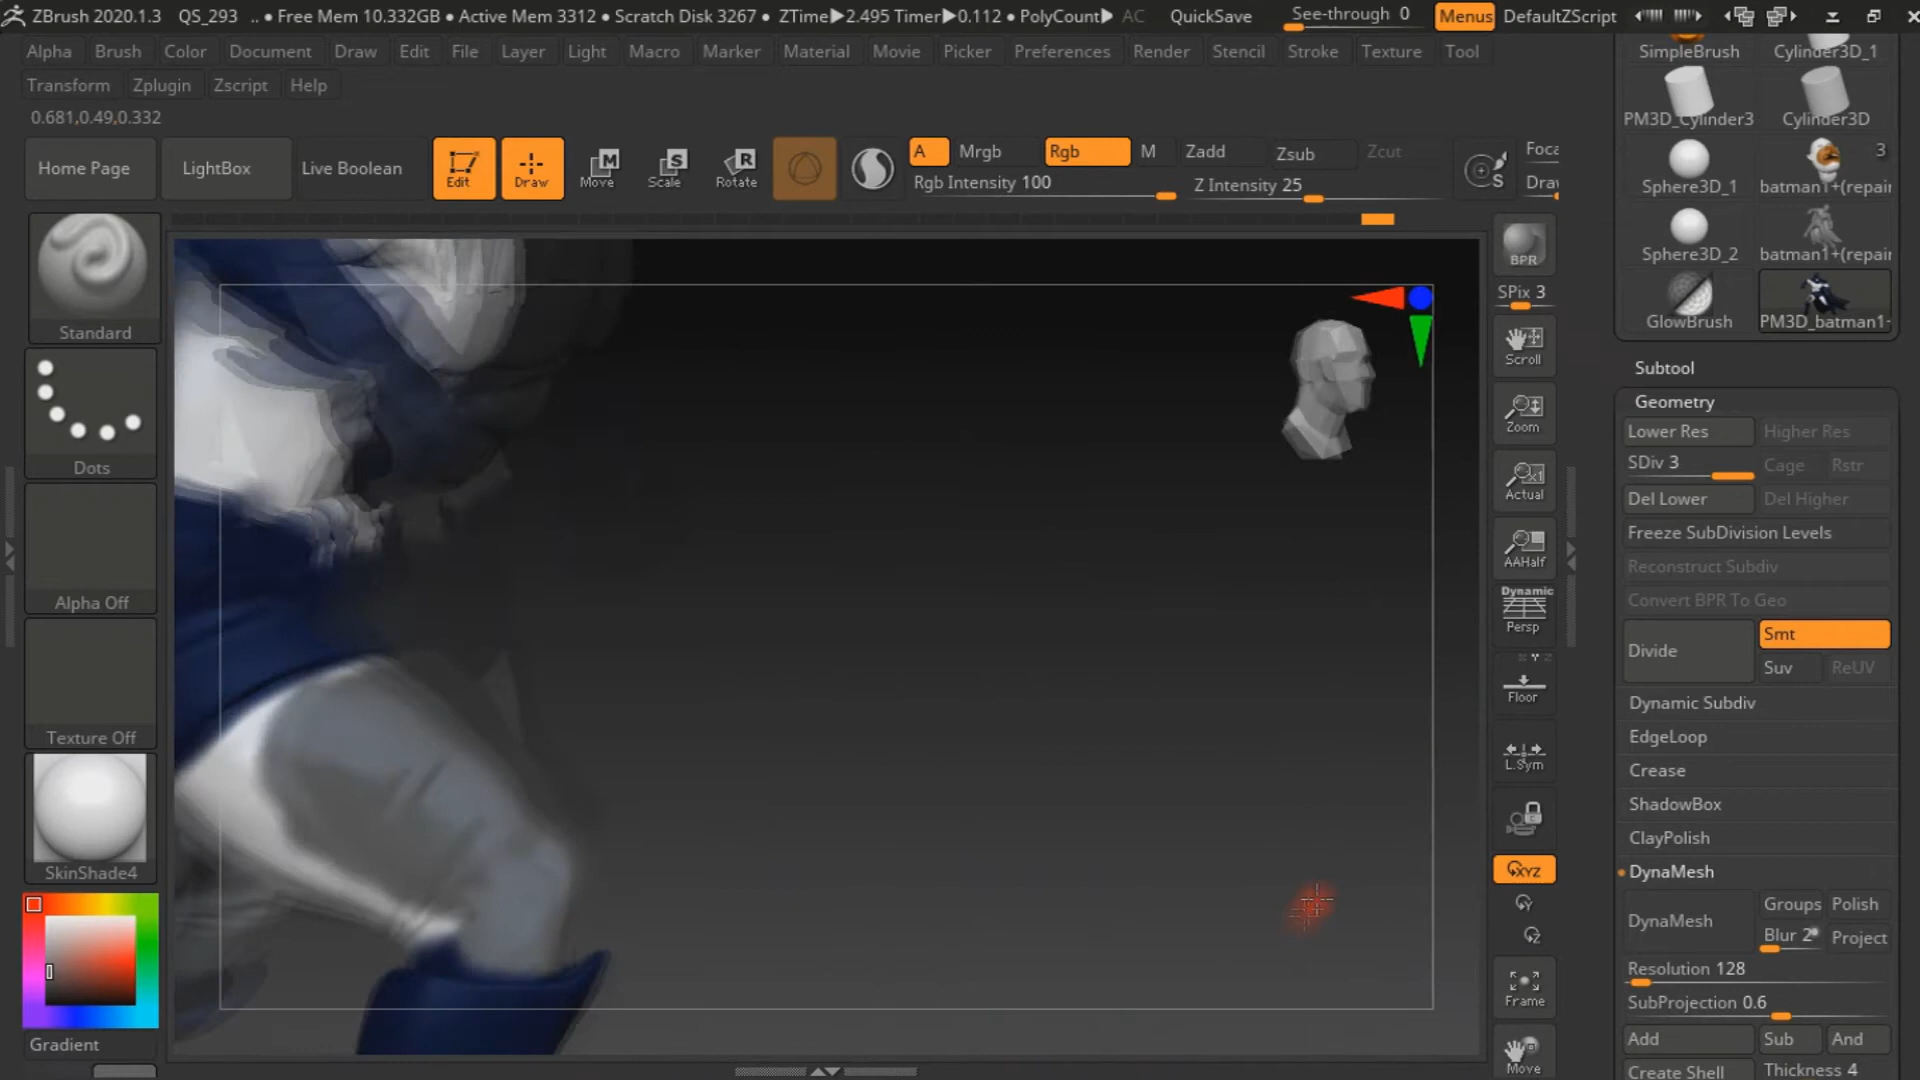 ZBrush 2020.1.3 QS_293 .. • Free Mem 10.332GB • Active Mem 3312 • Scratch Disk 3267 • ZTime▶2.495 Timer▶0.112 • PolyCount▶ AC QuickSave See-through 0 Menus DefaultZScript
Alpha Brush Color Document Draw Edit File Layer Light Macro Marker Material Movie Picker Preferences Render Stencil Stroke Texture Tool
Transform Zplugin Zscript Help
0.681,0.49,0.332
Home Page LightBox Live Boolean Edit Draw Move Scale Rotate
M S R
A Mrgb Rgb M Zadd Zsub Zcut Foca
Rgb Intensity 100 Z Intensity 25 Draw
S
Standard
Dots
Alpha Off
Texture Off
SkinShade4
Gradient
BPR
SPix 3
Scroll
Zoom
Actual
AAHalf
Dynamic
Persp
Floor
L.Sym
XYZ
Y
Z
Frame
Move
SimpleBrush Cylinder3D_1
PM3D_Cylinder3 Cylinder3D
3
Sphere3D_1 batman1+(repair
Sphere3D_2 batman1+(repair
GlowBrush PM3D_batman1+
Subtool
Geometry
Lower Res Higher Res
SDiv 3 Cage Rstr
Del Lower Del Higher
Freeze SubDivision Levels
Reconstruct Subdiv
Convert BPR To Geo
Divide Smt
Suv ReUV
Dynamic Subdiv
EdgeLoop
Crease
ShadowBox
ClayPolish
DynaMesh
DynaMesh Groups Polish
Blur 2 Project
Resolution 128
SubProjection 0.6
Add Sub And
Create Shell Thickness 4